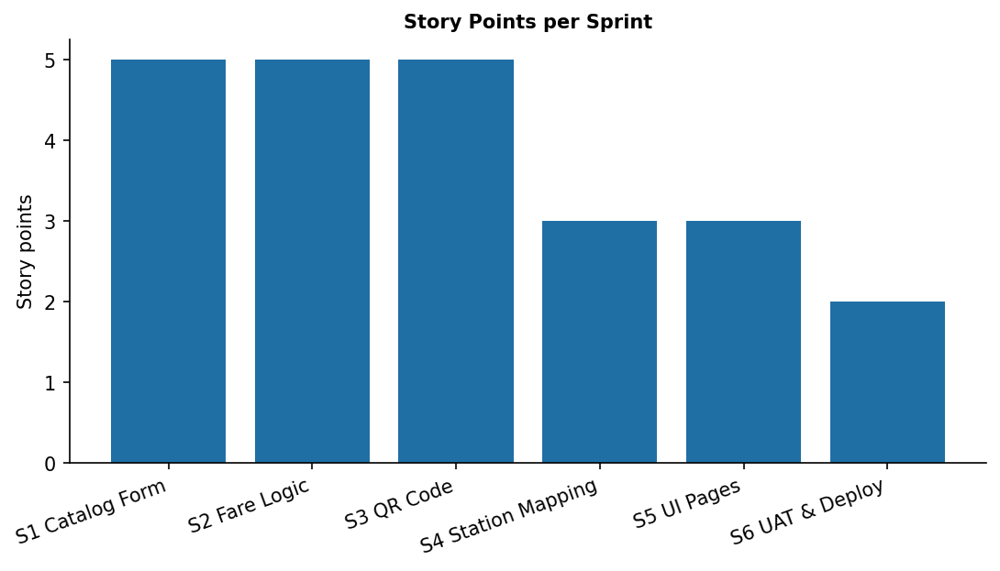 Story Points per Sprint
Story points
5
4
3
2
1
0
S1 Catalog Form
S2 Fare Logic
S3 QR Code
S4 Station Mapping
S5 UI Pages
S6 UAT & Deploy